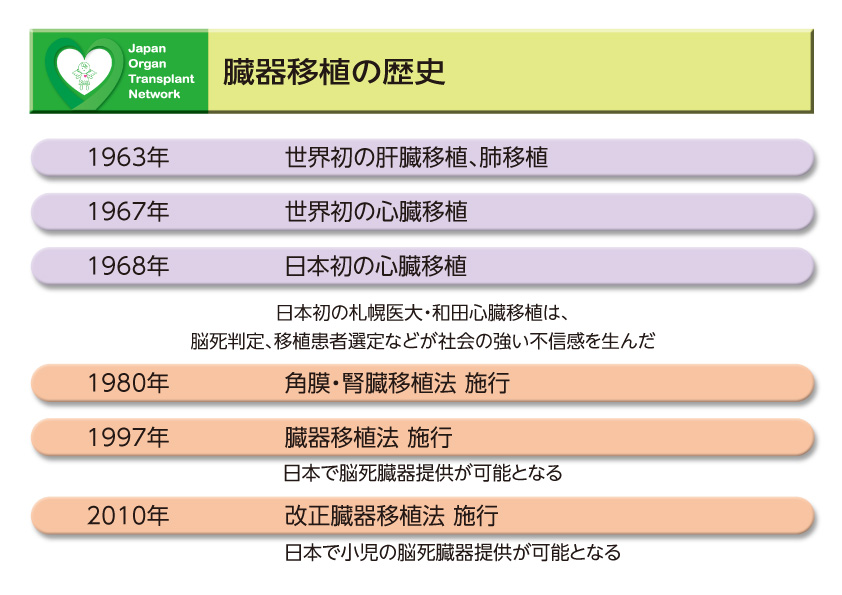 Japan
Organ
Transplant
Network
臓器移植の歴史
1963年 世界初の肝臓移植、肺移植
1967年 世界初の心臓移植
1968年 日本初の心臓移植
日本初の札幌医大・和田心臓移植は、
脳死判定、移植患者選定などが社会の強い不信感を生んだ
1980年 角膜・腎臓移植法 施行
1997年 臓器移植法 施行
日本で脳死臓器提供が可能となる
2010年 改正臓器移植法 施行
日本で小児の脳死臓器提供が可能となる